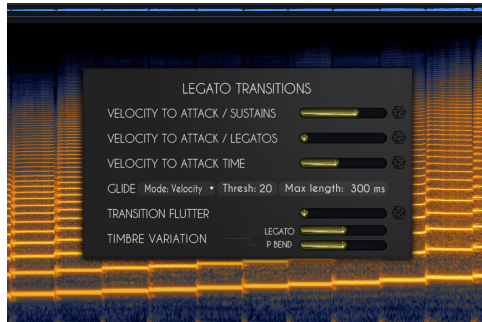 LEGATO TRANSITIONS
VELOCITY TO ATTACK / SUSTAINS
VELOCITY TO ATTACK / LEGATOS
VELOCITY TO ATTACK TIME
GLIDE Mode: Velocity Thresh: 20 Max length: 300 ms
TRANSITION FLUTTER
TIMBRE VARIATION
LEGATO
P BEND